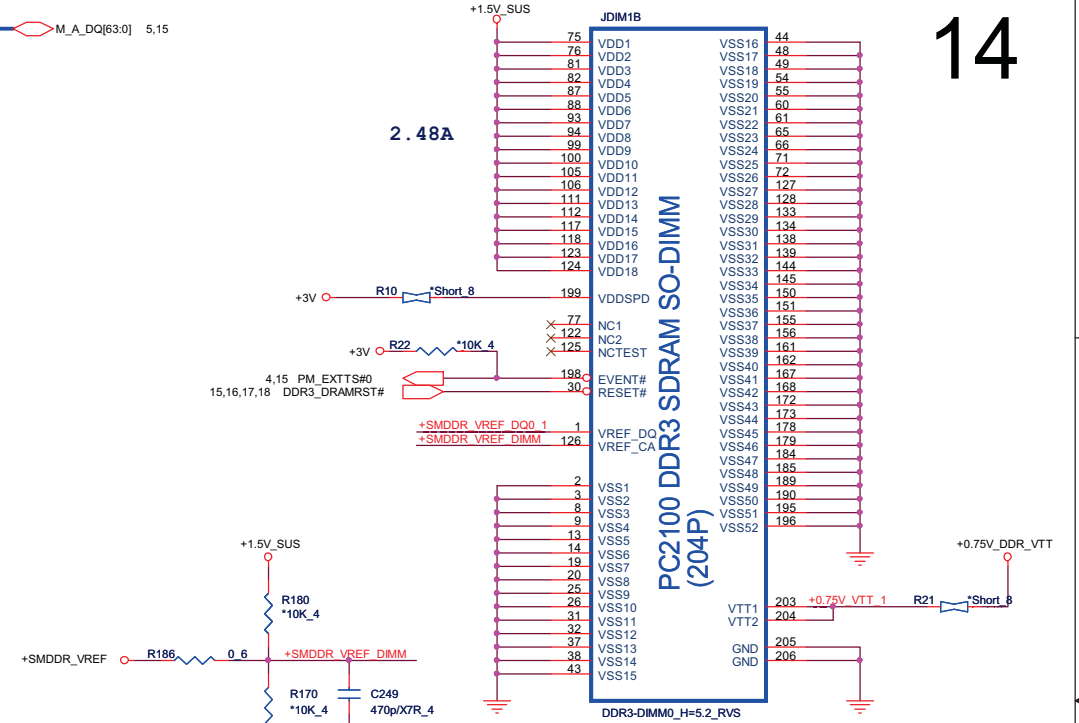 M_A_DQ[63:0] 5,15
14
+1.5V_SUS
JDIM1B
2.48A
75 VDD1
76 VDD2
81 VDD3
82 VDD4
87 VDD5
88 VDD6
93 VDD7
94 VDD8
99 VDD9
100 VDD10
105 VDD11
106 VDD12
111 VDD13
112 VDD14
117 VDD15
118 VDD16
123 VDD17
124 VDD18
+3V R10 *Short_8 199 VDDSPD
77 NC1
122 NC2
125 NCTEST
+3V R22 *10K_4
4,15 PM_EXTTS#0 198 EVENT#
15,16,17,18 DDR3_DRAMRST# 30 RESET#
+SMDDR_VREF_DQ0_1 1 VREF_DQ
+SMDDR_VREF_DIMM 126 VREF_CA
2 VSS1
3 VSS2
8 VSS3
9 VSS4
13 VSS5
14 VSS6
19 VSS7
20 VSS8
25 VSS9
26 VSS10
31 VSS11
32 VSS12
37 VSS13
38 VSS14
43 VSS15
PC2100 DDR3 SDRAM SO-DIMM
(204P)
VSS16 44
VSS17 48
VSS18 49
VSS19 54
VSS20 55
VSS21 60
VSS22 61
VSS23 65
VSS24 66
VSS25 71
VSS26 72
VSS27 127
VSS28 128
VSS29 133
VSS30 134
VSS31 138
VSS32 139
VSS33 144
VSS34 145
VSS35 150
VSS36 151
VSS37 155
VSS38 156
VSS39 161
VSS40 162
VSS41 167
VSS42 168
VSS43 172
VSS44 173
VSS45 178
VSS46 179
VSS47 184
VSS48 185
VSS49 189
VSS50 190
VSS51 195
VSS52 196
+0.75V_DDR_VTT
VTT1 203 +0.75V_VTT_1 R21 *Short_8
VTT2 204
GND 205
GND 206
DDR3-DIMM0_H=5.2_RVS
+1.5V_SUS
R180
*10K_4
+SMDDR_VREF R186 0_6 +SMDDR_VREF_DIMM
R170
*10K_4
C249
470p/X7R_4